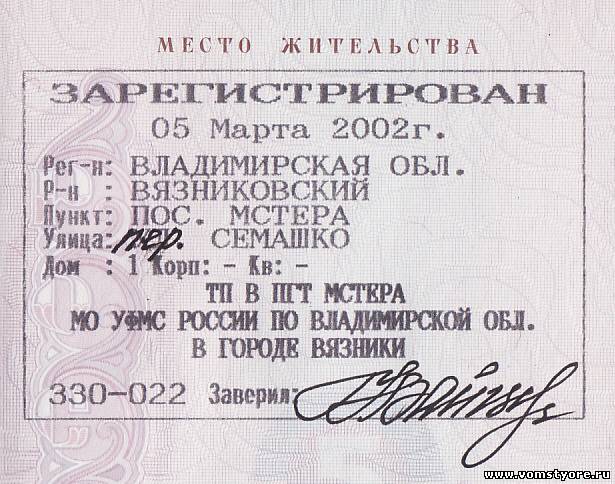 МЕСТО ЖИТЕЛЬСТВА
ЗАРЕГИСТРИРОВАН
05 Марта 2002г.
Рег-н: ВЛАДИМИРСКАЯ ОБЛ.
Р-н : ВЯЗНИКОВСКИЙ
Пункт: ПОС. МСТЕРА
Улица: пер. СЕМАШКО
Дом : 1 Корп: - Кв: -
ТП В ПГТ МСТЕРА
МО УФМС РОССИИ ПО ВЛАДИМИРСКОЙ ОБЛ.
В ГОРОДЕ ВЯЗНИКИ
330-022 Заверил:
www.vomstyore.ru